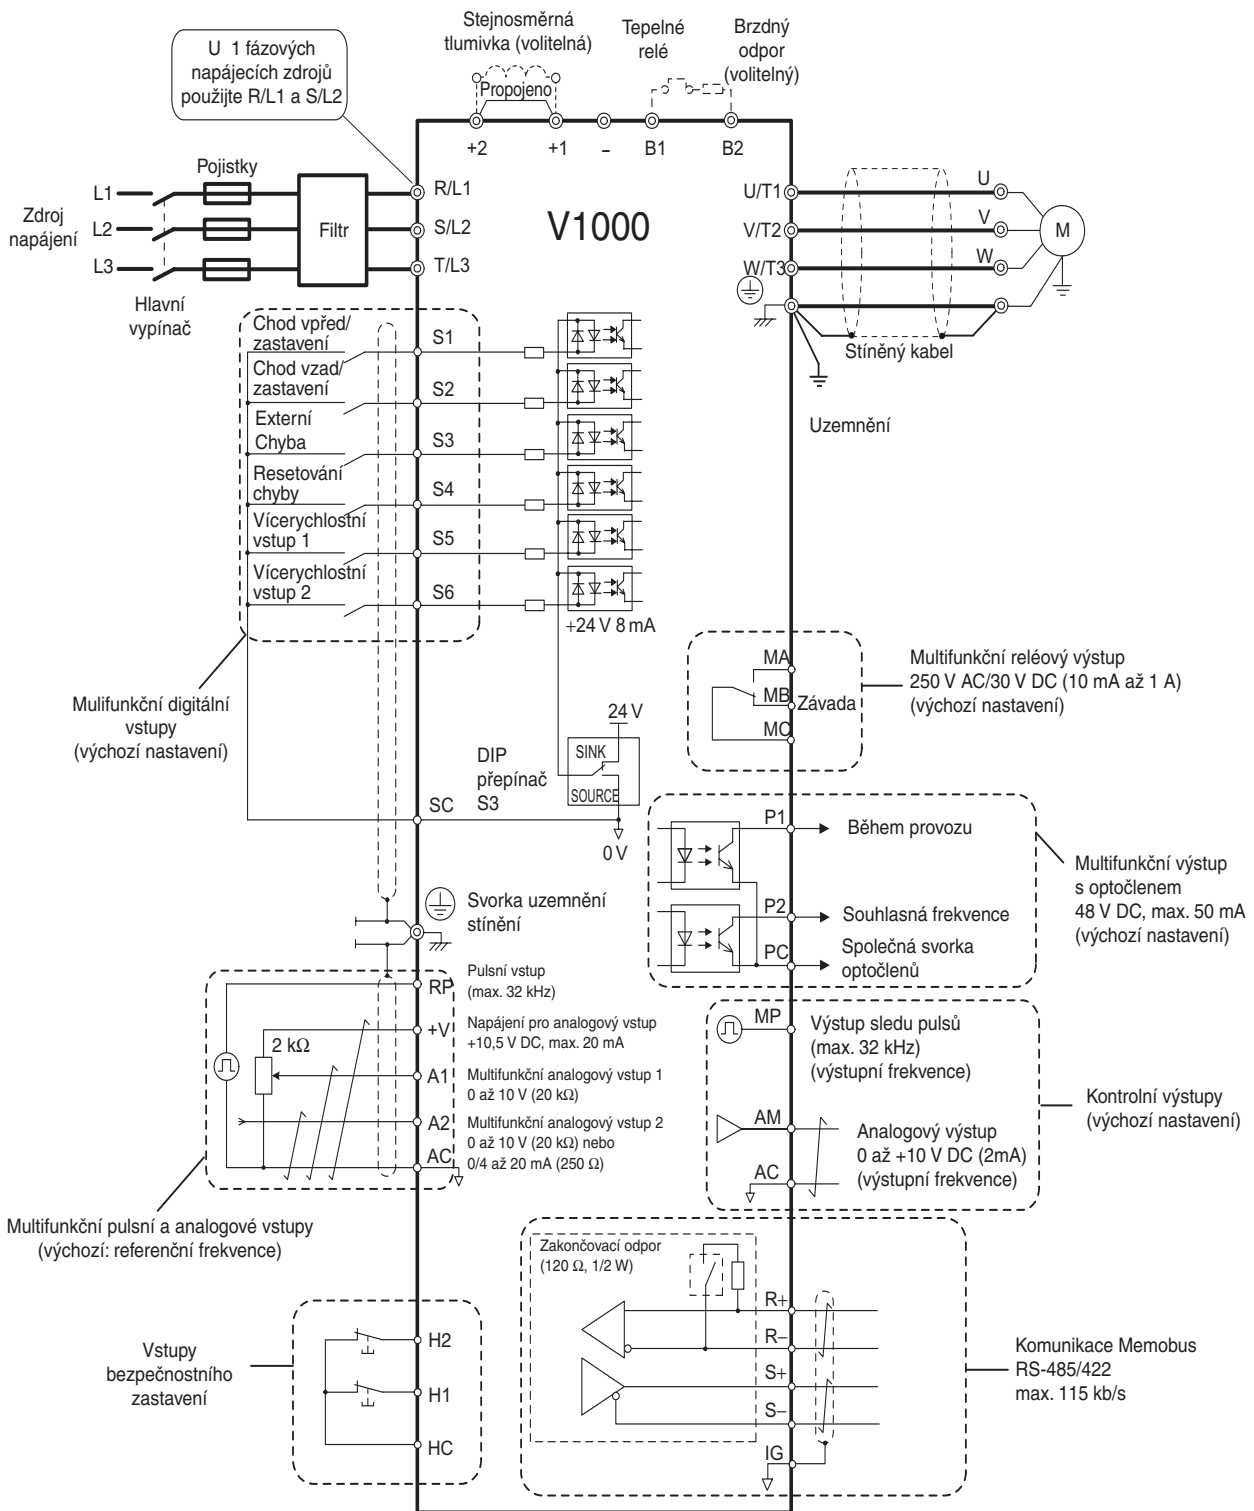 Stejnosměrná
tlumivka (volitelná)
Tepelné
relé
Brzdný
odpor
(volitelný)
U 1 fázových
napájecích zdrojů
použijte R/L1 a S/L2
Propojeno
+2
+1
–
B1
B2
Pojistky
L1
L2
L3
Zdroj
napájení
Filtr
R/L1
S/L2
T/L3
V1000
U/T1
V/T2
W/T3
U
V
W
M
Hlavní
vypínač
Stíněný kabel
Uzemnění
Chod vpřed/
zastavení
S1
Chod vzad/
zastavení
S2
Externí
Chyba
S3
Resetování
chyby
S4
Vícerychlostní
vstup 1
S5
Vícerychlostní
vstup 2
S6
+24 V 8 mA
Mulifunkční digitální
vstupy
(výchozí nastavení)
24 V
SINK
SOURCE
DIP
přepínač
S3
SC
0 V
MA
MB
MC
Závada
Multifunkční reléový výstup
250 V AC/30 V DC (10 mA až 1 A)
(výchozí nastavení)
P1
Během provozu
P2
Souhlasná frekvence
PC
Společná svorka
optočlenů
Multifunkční výstup
s optočlenem
48 V DC, max. 50 mA
(výchozí nastavení)
Svorka uzemnění
stínění
RP
Pulsní vstup
(max. 32 kHz)
+V
Napájení pro analogový vstup
+10,5 V DC, max. 20 mA
2 kΩ
A1
Multifunkční analogový vstup 1
0 až 10 V (20 kΩ)
A2
Multifunkční analogový vstup 2
0 až 10 V (20 kΩ) nebo
0/4 až 20 mA (250 Ω)
AC
Multifunkční pulsní a analogové vstupy
(výchozí: referenční frekvence)
MP
Výstup sledu pulsů
(max. 32 kHz)
(výstupní frekvence)
AM
Analogový výstup
0 až +10 V DC (2mA)
(výstupní frekvence)
AC
Kontrolní výstupy
(výchozí nastavení)
Zakončovací odpor
(120 Ω, 1/2 W)
R+
R–
S+
S–
IG
Komunikace Memobus
RS-485/422
max. 115 kb/s
Vstupy
bezpečnostního
zastavení
H2
H1
HC